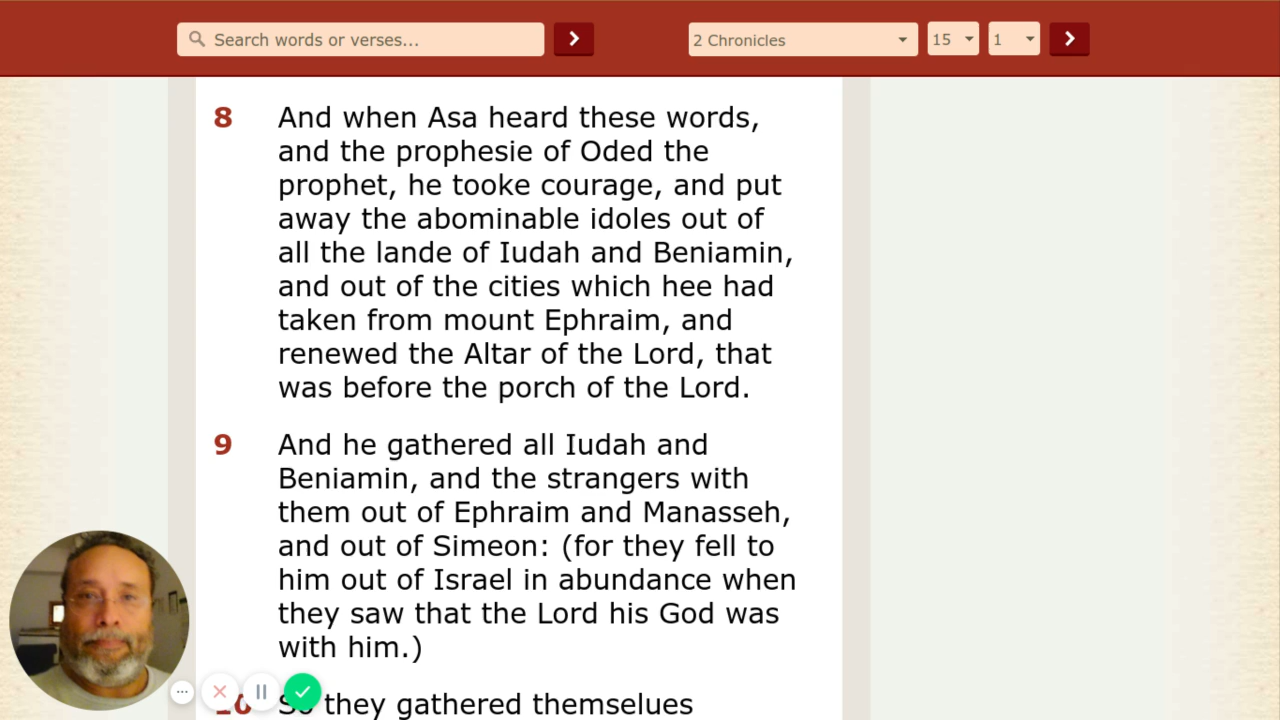 Search words or verses...
2 Chronicles
15
1
8 And when Asa heard these words,
and the prophesie of Oded the
prophet, he tooke courage, and put
away the abominable idoles out of
all the lande of Iudah and Beniamin,
and out of the cities which hee had
taken from mount Ephraim, and
renewed the Altar of the Lord, that
was before the porch of the Lord.
9 And he gathered all Iudah and
Beniamin, and the strangers with
them out of Ephraim and Manasseh,
and out of Simeon: (for they fell to
him out of Israel in abundance when
they saw that the Lord his God was
with him.)
10 So they gathered themselues